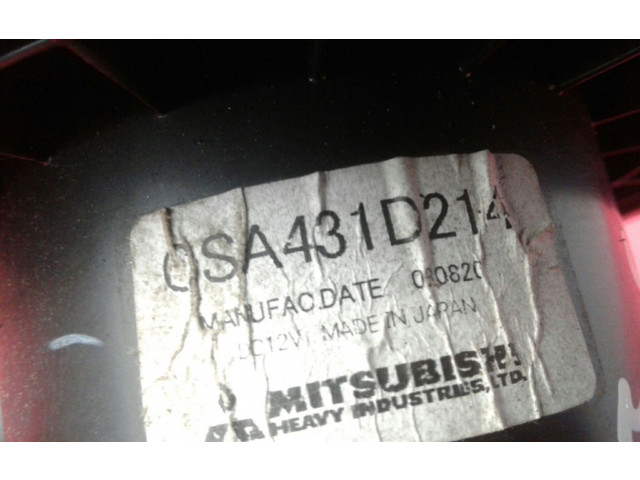 CSA431D214
MANUFAC.DATE 080820
DC12V MADE IN JAPAN
MITSUBISHI
HEAVY INDUSTRIES, LTD.